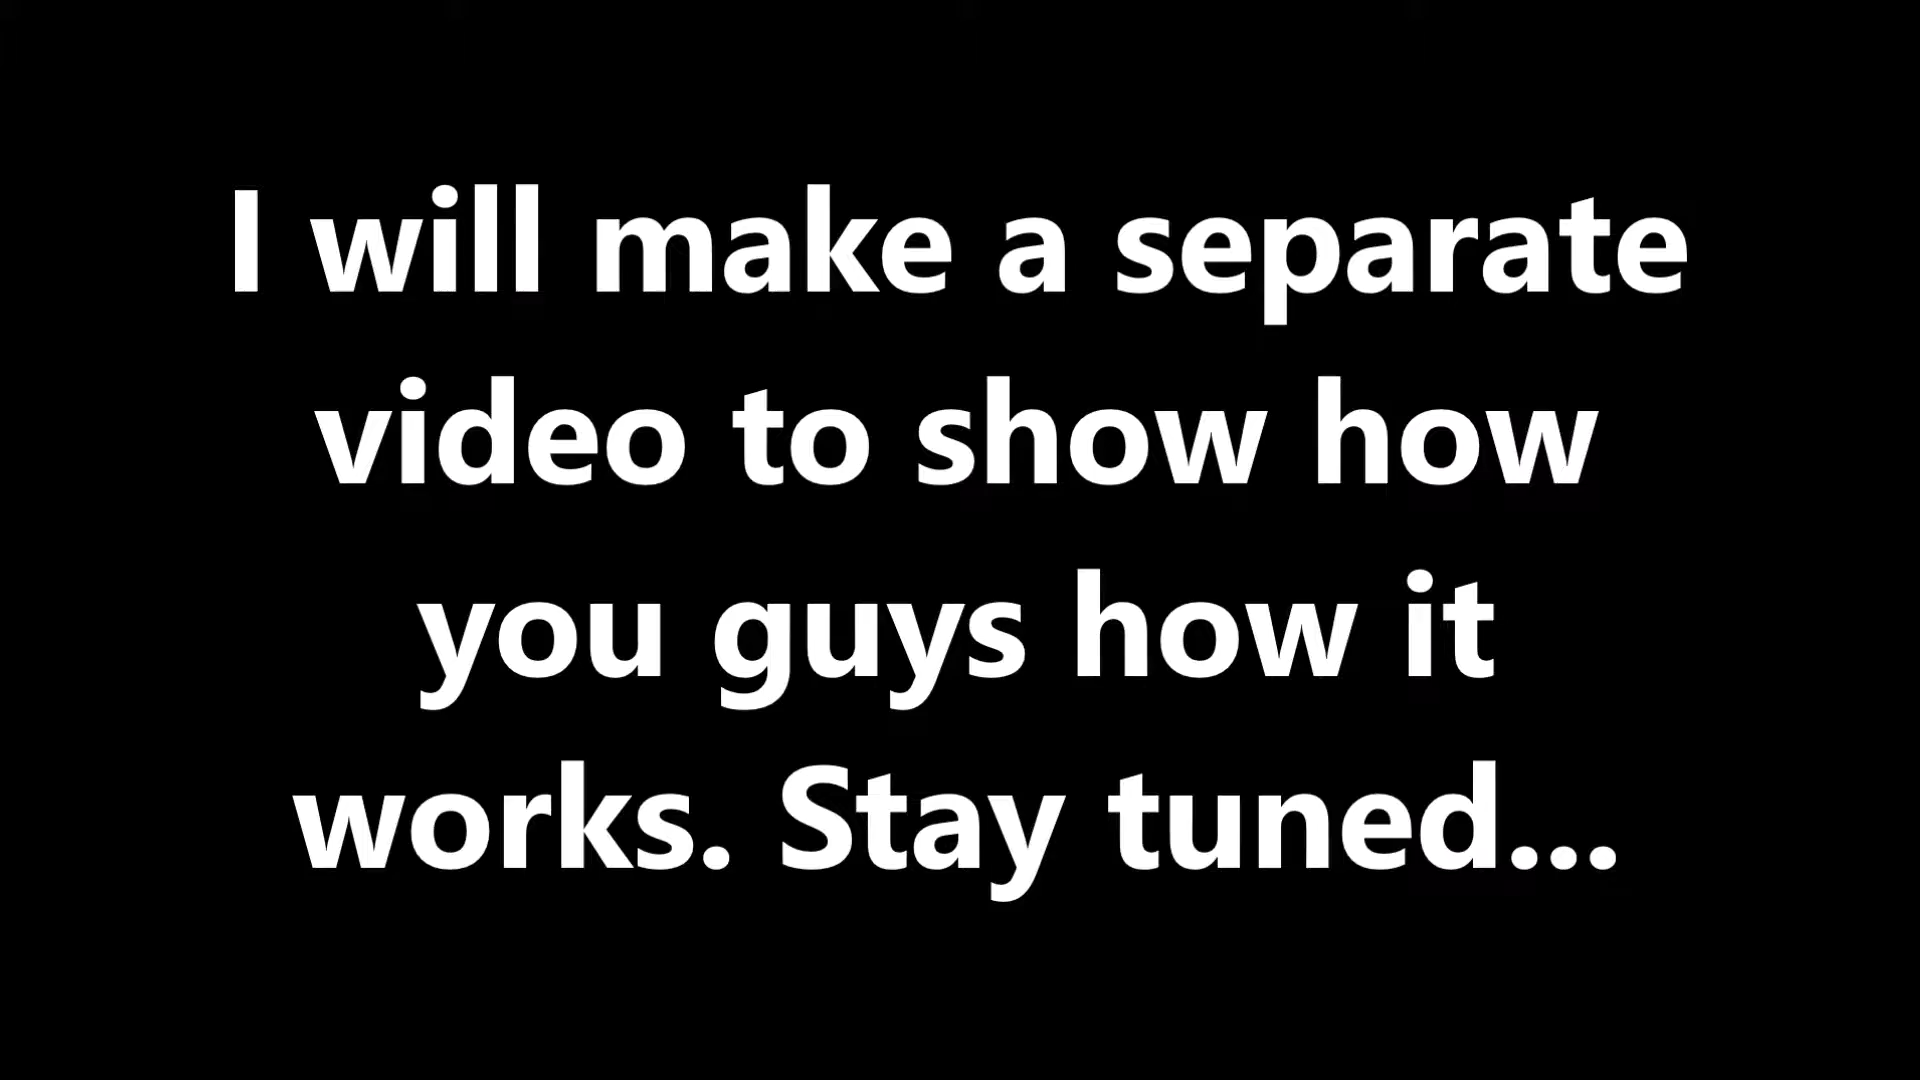 I will make a separate
video to show how
you guys how it
works. Stay tuned...